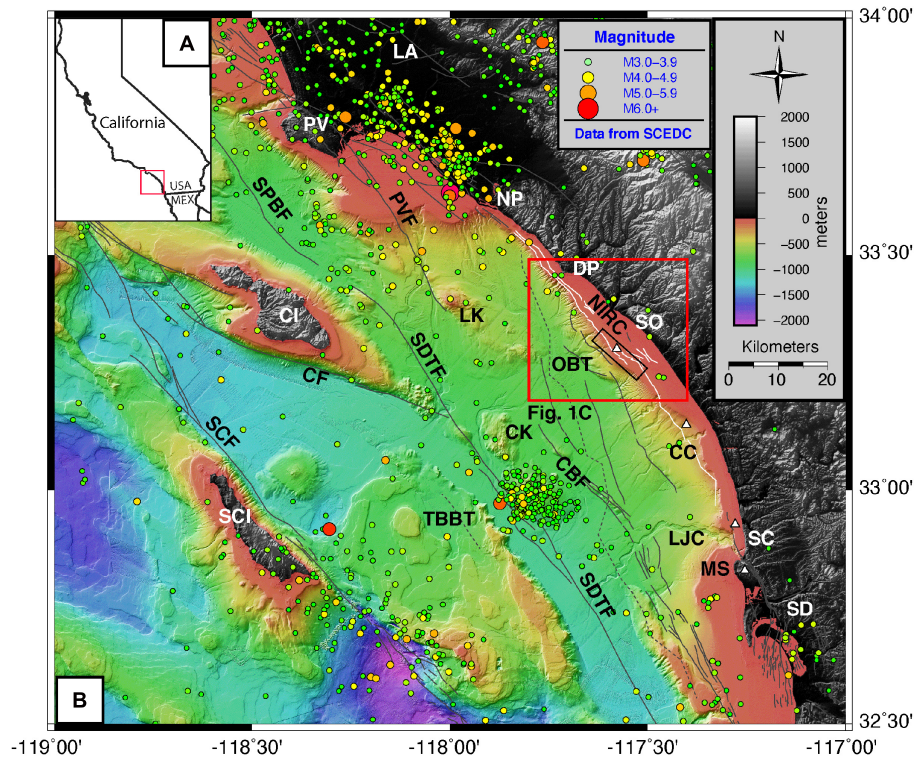 A
California
USA
MEX
LA
PV
NP
SPBF
PVF
DP
NIRC
SO
CI
LK
SDTF
OBT
CF
Fig. 1C
SCF
CK
CC
CBF
SCI
TBBT
LJC
SC
MS
SDTF
SD
B
Magnitude
M3.0–3.9
M4.0–4.9
M5.0–5.9
M6.0+
Data from SCEDC
N
2000
1500
1000
500
0
−500
−1000
−1500
−2000
meters
Kilometers
0 10 20
34°00'
33°30'
33°00'
32°30'
-119°00' -118°30' -118°00' -117°30' -117°00'